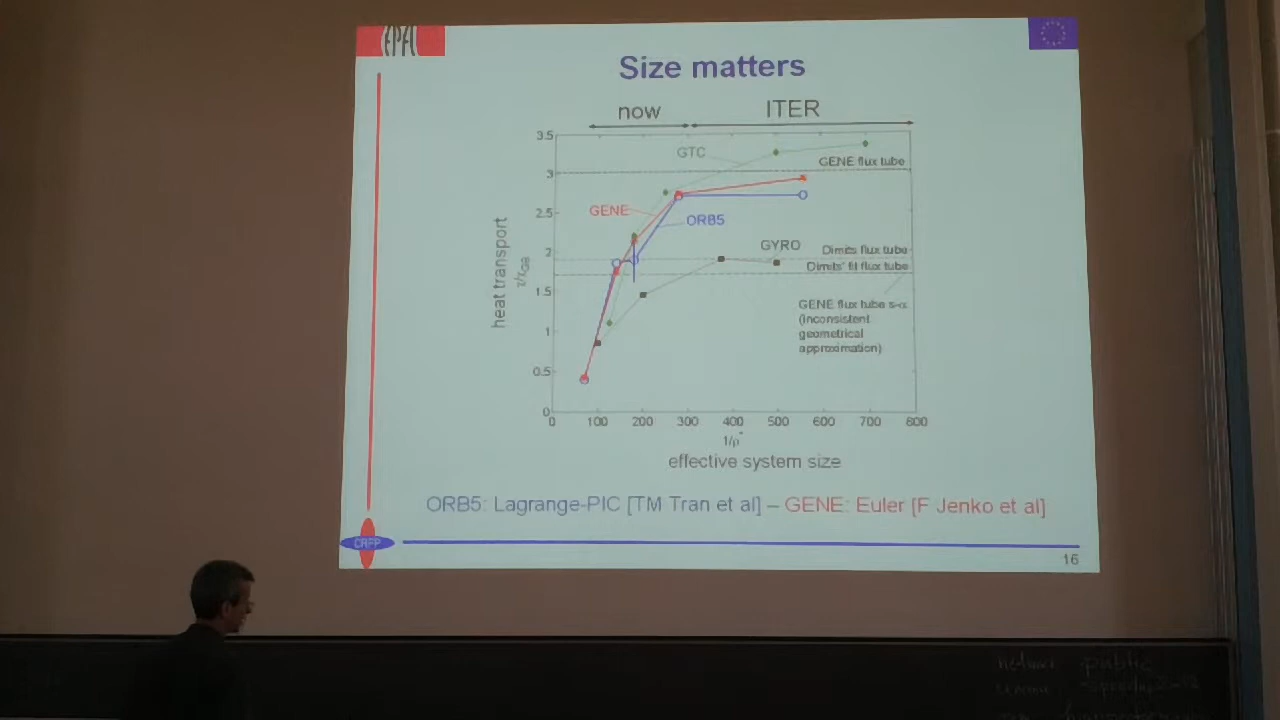 EPFL
Size matters
now
ITER
3.5
3
2.5
2
1.5
1
0.5
0
heat transport
χ/χGB
GTC
GENE flux tube
GENE
ORB5
GYRO
Dimits flux tube
Dimits' fit flux tube
GENE flux tube s-α
(inconsistent
geometrical
approximation)
0 100 200 300 400 500 600 700 800
1/ρ*
effective system size
ORB5: Lagrange-PIC [TM Tran et al] – GENE: Euler [F Jenko et al]
CRPP
16
public